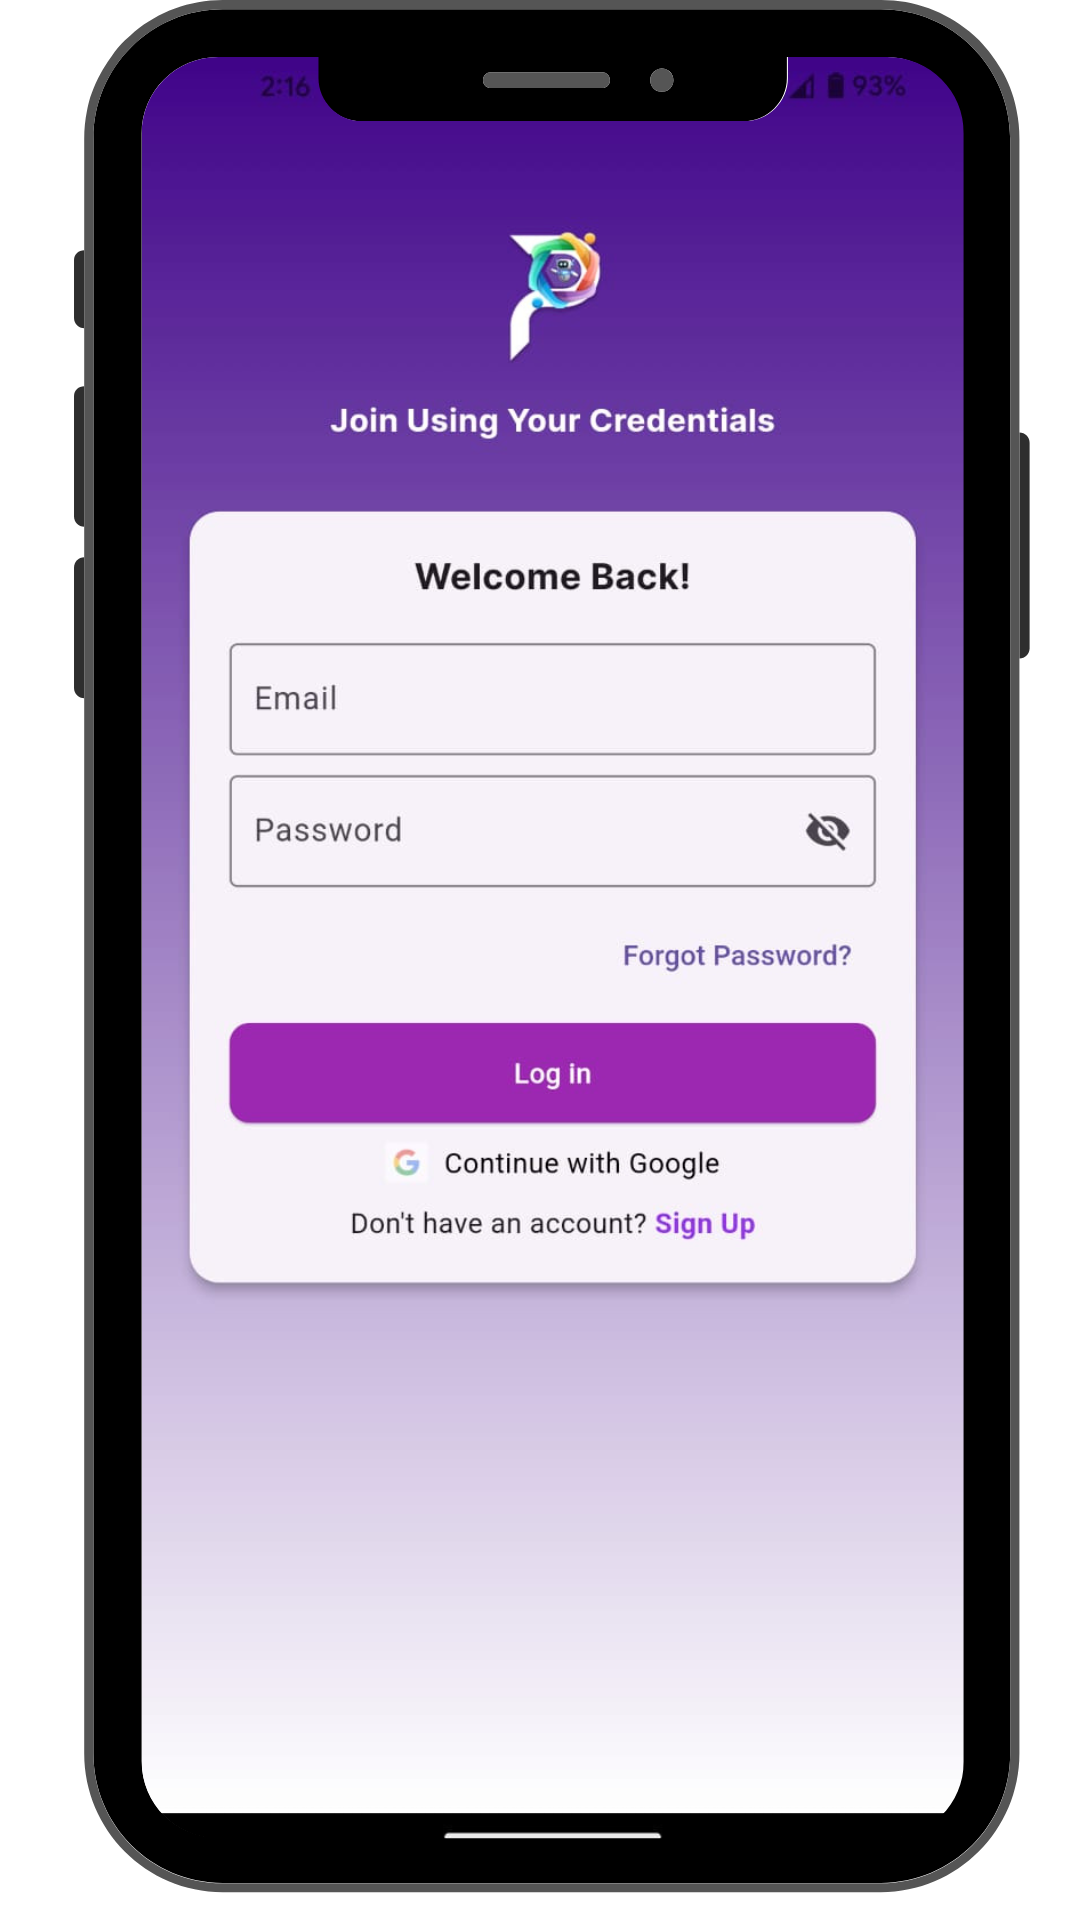 2:16 93%
Join Using Your Credentials
Welcome Back!
Email
Password
Forgot Password?
Log in
Continue with Google
Don't have an account? Sign Up